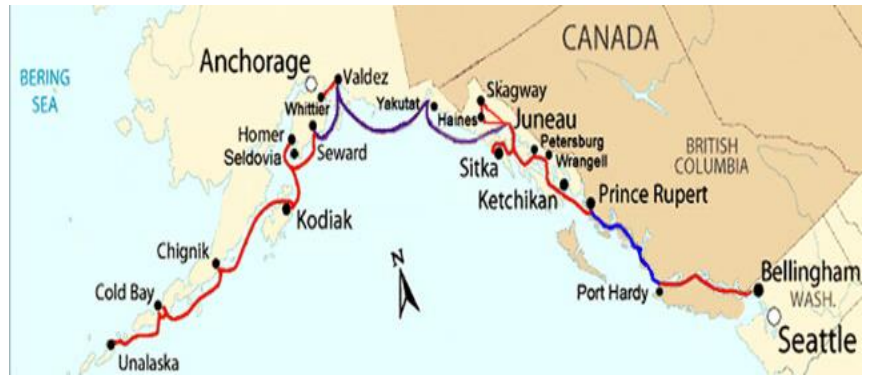 CANADA
BERING
SEA
Anchorage
Valdez
Whittier
Yakutat
Skagway
Haines
Juneau
Homer
Seldovia
Seward
Petersburg
Wrangell
BRITISH
COLUMBIA
Sitka
Ketchikan
Prince Rupert
Kodiak
Chignik
N
Cold Bay
Port Hardy
Bellingham
WASH.
Seattle
Unalaska